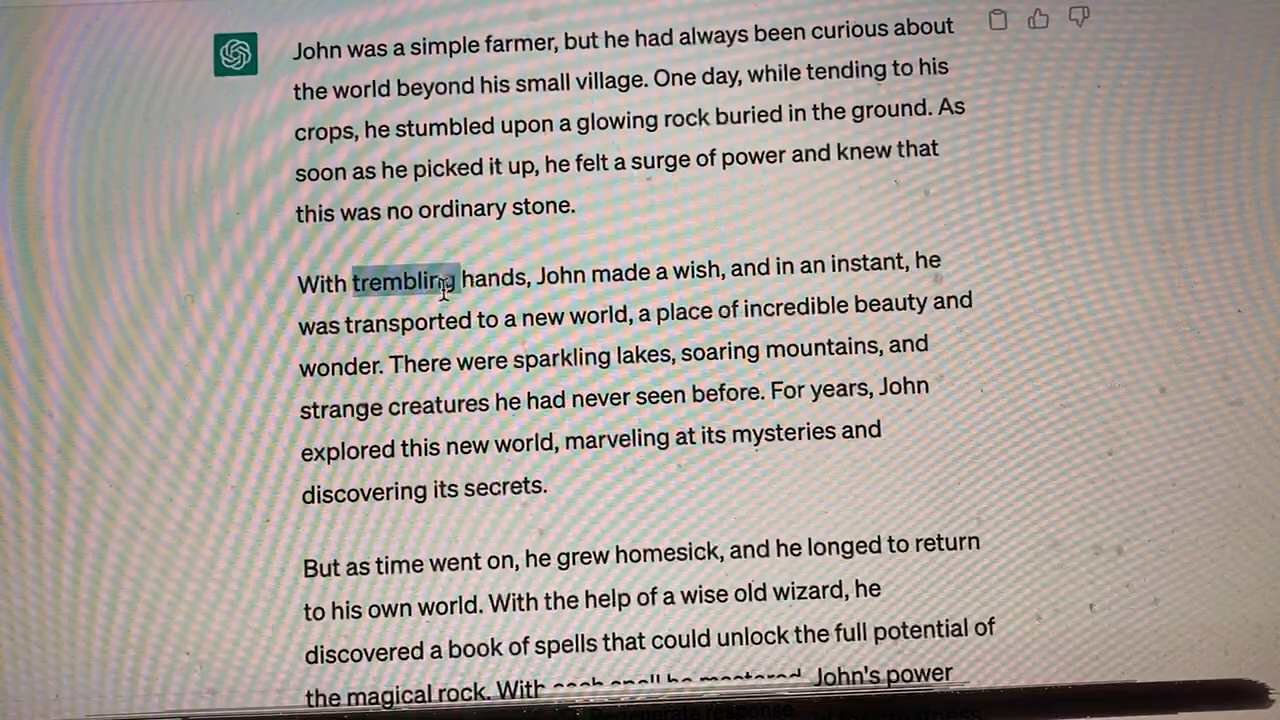 John was a simple farmer, but he had always been curious about
the world beyond his small village. One day, while tending to his
crops, he stumbled upon a glowing rock buried in the ground. As
soon as he picked it up, he felt a surge of power and knew that
this was no ordinary stone.
With trembling hands, John made a wish, and in an instant, he
was transported to a new world, a place of incredible beauty and
wonder. There were sparkling lakes, soaring mountains, and
strange creatures he had never seen before. For years, John
explored this new world, marveling at its mysteries and
discovering its secrets.
But as time went on, he grew homesick, and he longed to return
to his own world. With the help of a wise old wizard, he
discovered a book of spells that could unlock the full potential of
the magical rock. With each spell he mastered, John's power
Regenerate response